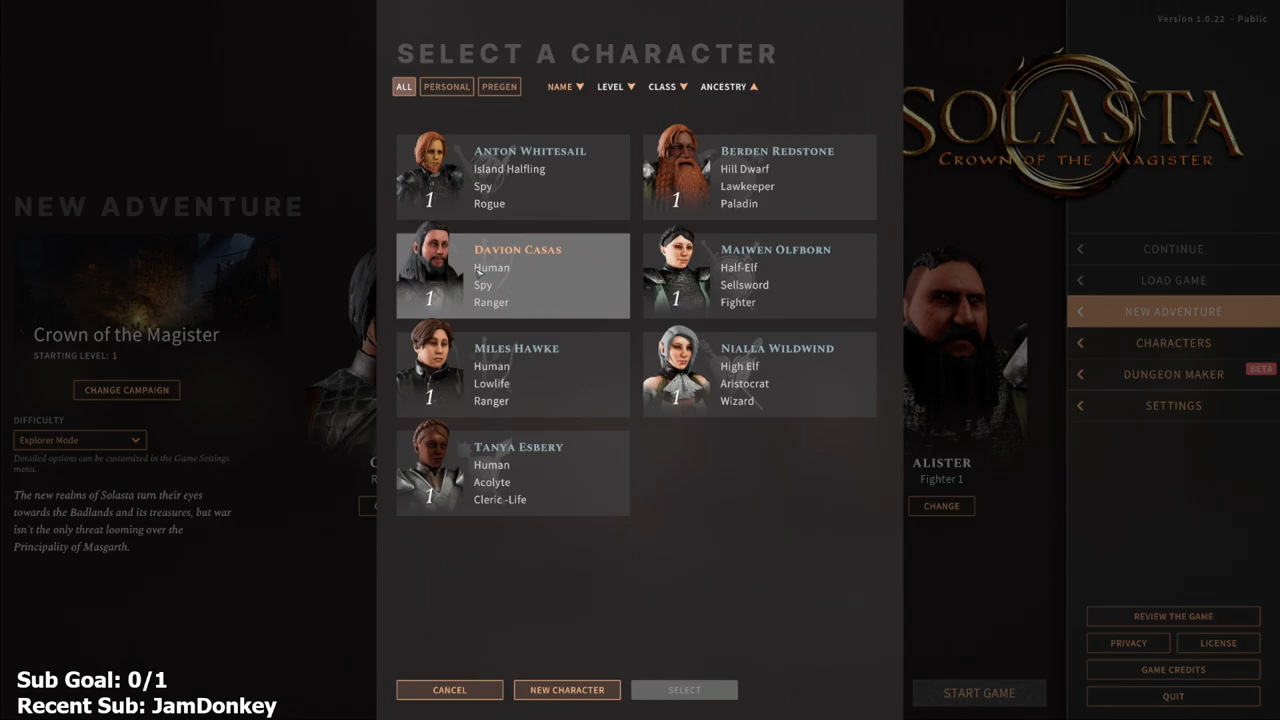 Version 1.0.22 - Public
SELECT A CHARACTER
ALL
PERSONAL
PREGEN
NAME
LEVEL
CLASS
ANCESTRY
SOLASTA
CROWN OF THE MAGISTER
NEW ADVENTURE
Crown of the Magister
STARTING LEVEL: 1
CHANGE CAMPAIGN
DIFFICULTY
Explorer Mode
Detailed options can be customized in the Game Settings
menu.
The new realms of Solasta turn their eyes
towards the Badlands and its treasures, but war
isn't the only threat looming over the
Principality of Masgarth.
ANTON WHITESAIL
Island Halfling
Spy
Rogue
1
BERDEN REDSTONE
Hill Dwarf
Lawkeeper
Paladin
1
DAVION CASAS
Human
Spy
Ranger
1
MAIWEN OLFBORN
Half-Elf
Sellsword
Fighter
1
MILES HAWKE
Human
Lowlife
Ranger
1
NIALLA WILDWIND
High Elf
Aristocrat
Wizard
1
TANYA ESBERY
Human
Acolyte
Cleric -Life
1
CANCEL
NEW CHARACTER
SELECT
ALISTER
Fighter 1
CHANGE
START GAME
CONTINUE
LOAD GAME
NEW ADVENTURE
CHARACTERS
DUNGEON MAKER
BETA
SETTINGS
REVIEW THE GAME
PRIVACY
LICENSE
GAME CREDITS
QUIT
Sub Goal: 0/1
Recent Sub: JamDonkey